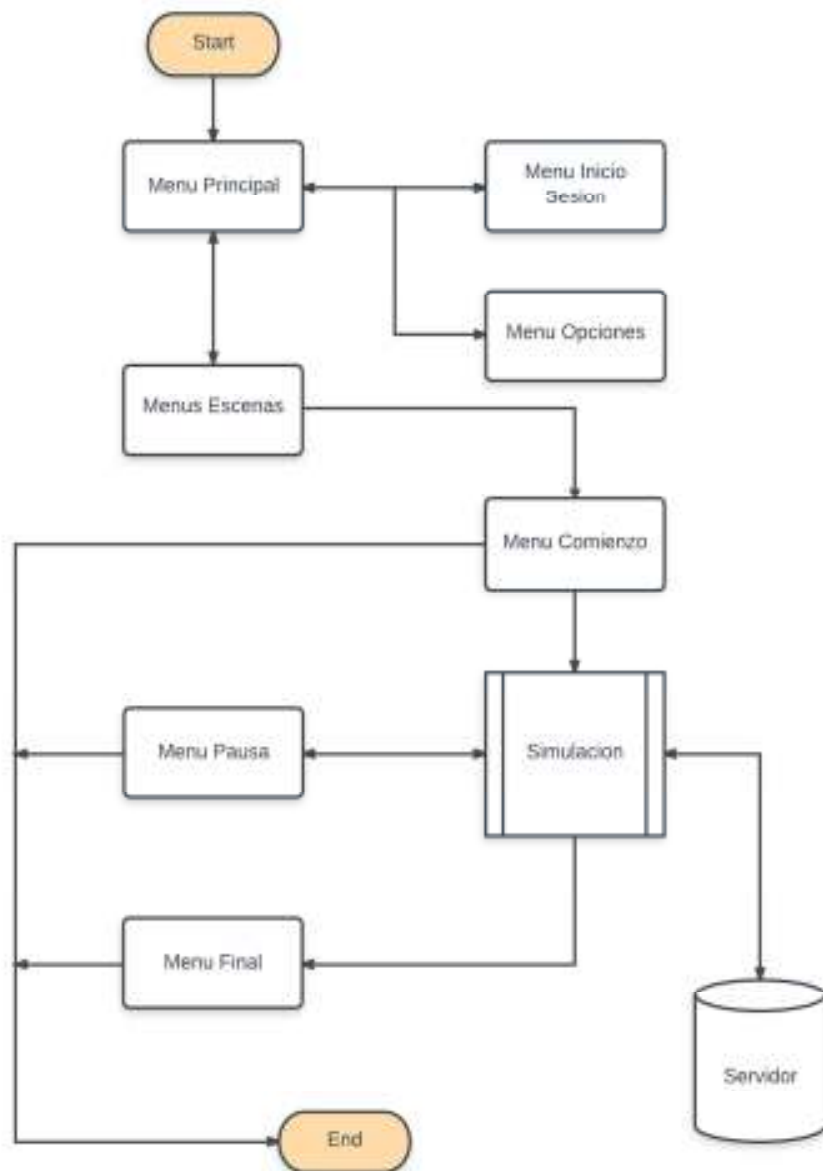 Start
Menu Principal
Menu Inicio
Sesion
Menu Opciones
Menus Escenas
Menu Comienzo
Menu Pausa
Simulacion
Menu Final
Servidor
End